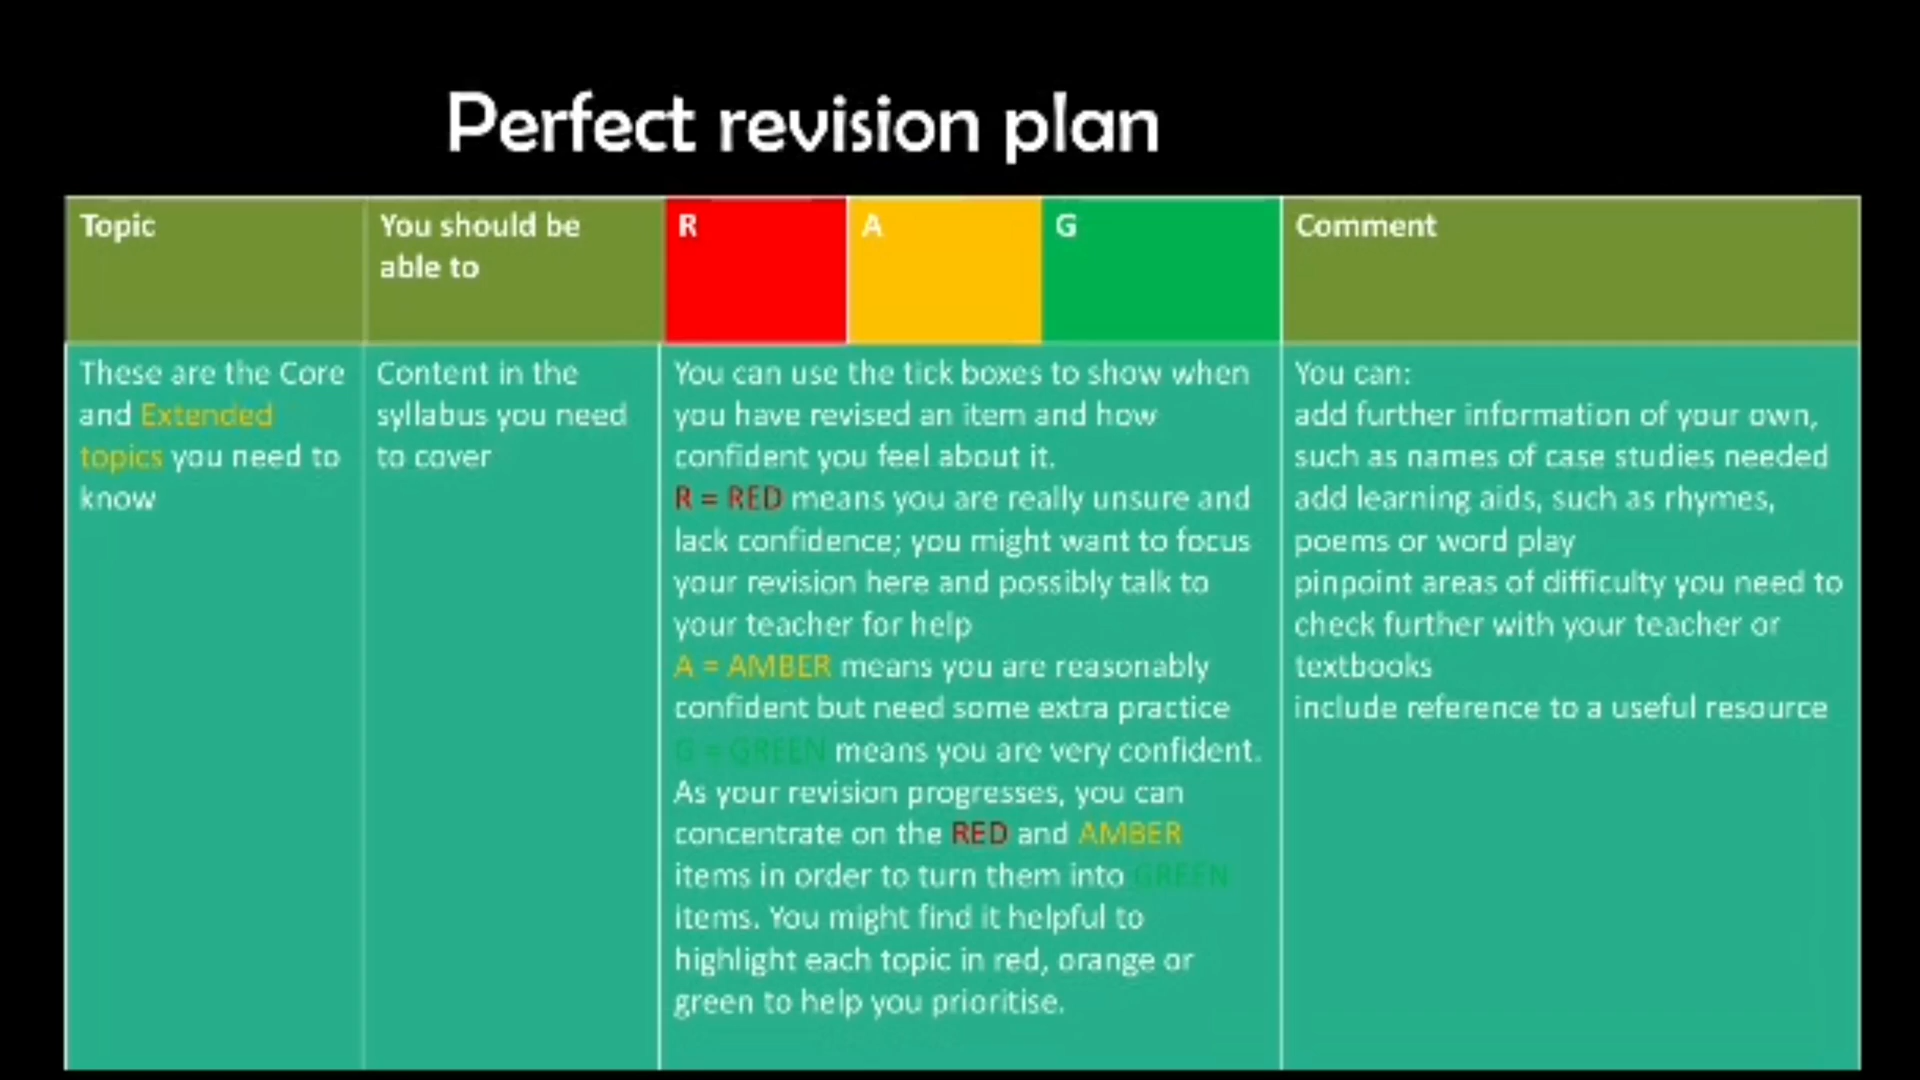 Perfect revision plan
Topic
You should be
able to
R
A
G
Comment
These are the Core
and Extended
topics you need to
know
Content in the
syllabus you need
to cover
You can use the tick boxes to show when
you have revised an item and how
confident you feel about it.
R = RED means you are really unsure and
lack confidence; you might want to focus
your revision here and possibly talk to
your teacher for help
A = AMBER means you are reasonably
confident but need some extra practice
G = GREEN means you are very confident.
As your revision progresses, you can
concentrate on the RED and AMBER
items in order to turn them into GREEN
items. You might find it helpful to
highlight each topic in red, orange or
green to help you prioritise.
You can:
add further information of your own,
such as names of case studies needed
add learning aids, such as rhymes,
poems or word play
pinpoint areas of difficulty you need to
check further with your teacher or
textbooks
include reference to a useful resource